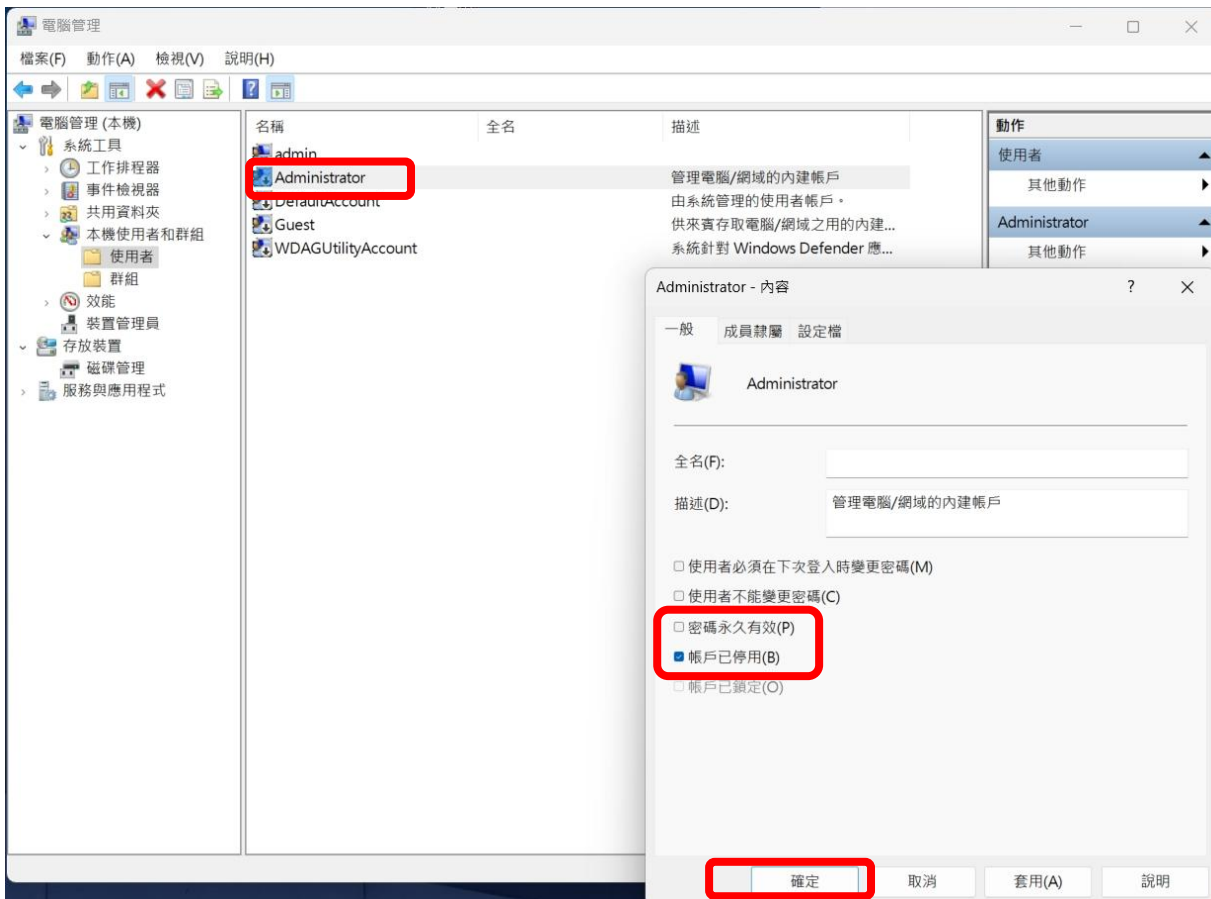 電腦管理
檔案(F) 動作(A) 檢視(V) 說明(H)
電腦管理 (本機)
系統工具
工作排程器
事件檢視器
共用資料夾
本機使用者和群組
使用者
群組
效能
裝置管理員
存放裝置
磁碟管理
服務與應用程式
名稱 全名 描述
admin
Administrator 管理電腦/網域的內建帳戶
DefaultAccount 由系統管理的使用者帳戶。
Guest 供來賓存取電腦/網域之用的內建...
WDAGUtilityAccount 系統針對 Windows Defender 應...
動作
使用者
其他動作
Administrator
其他動作
Administrator - 內容
一般 成員隸屬 設定檔
Administrator
全名(F):
描述(D): 管理電腦/網域的內建帳戶
使用者必須在下次登入時變更密碼(M)
使用者不能變更密碼(C)
密碼永久有效(P)
帳戶已停用(B)
帳戶已鎖定(O)
確定 取消 套用(A) 說明